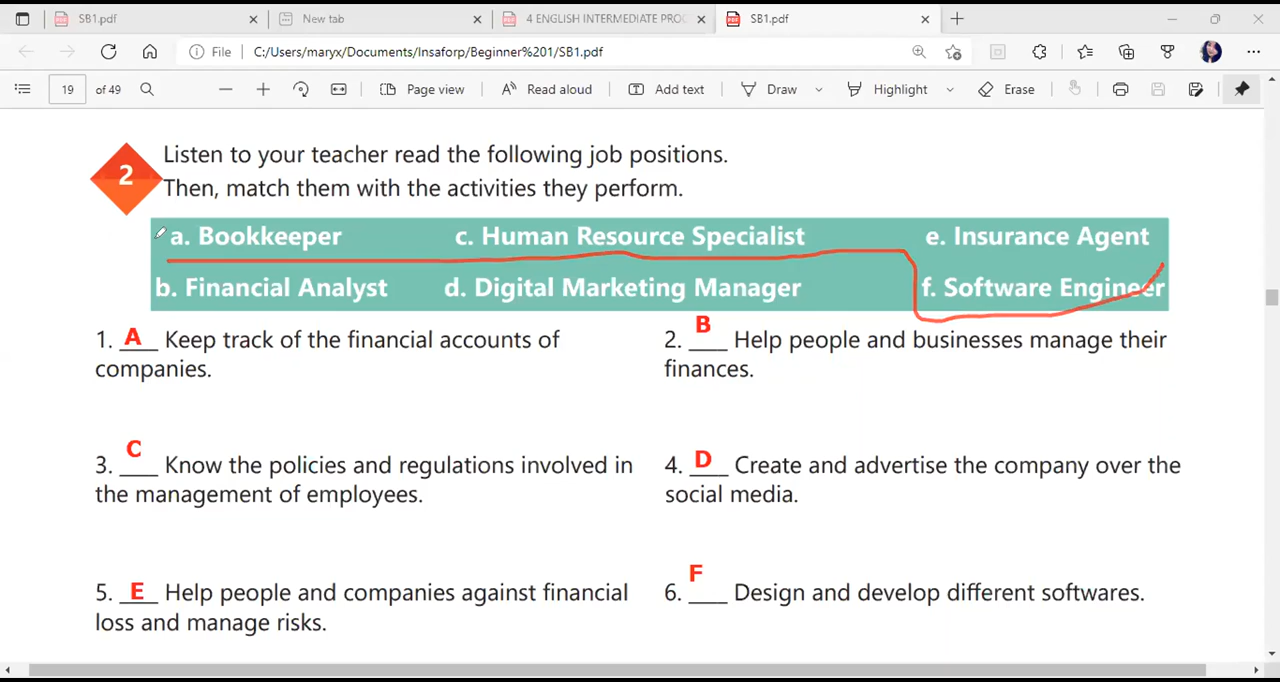 SB1.pdf
New tab
4 ENGLISH INTERMEDIATE PROC
SB1.pdf
File C:/Users/maryx/Documents/Insaforp/Beginner%201/SB1.pdf
19 of 49 Page view Read aloud Add text Draw Highlight Erase
2
Listen to your teacher read the following job positions.
Then, match them with the activities they perform.
a. Bookkeeper c. Human Resource Specialist e. Insurance Agent
b. Financial Analyst d. Digital Marketing Manager f. Software Engineer
1. A Keep track of the financial accounts of
companies.
2. B Help people and businesses manage their
finances.
3. C Know the policies and regulations involved in
the management of employees.
4. D Create and advertise the company over the
social media.
5. E Help people and companies against financial
loss and manage risks.
6. F Design and develop different softwares.